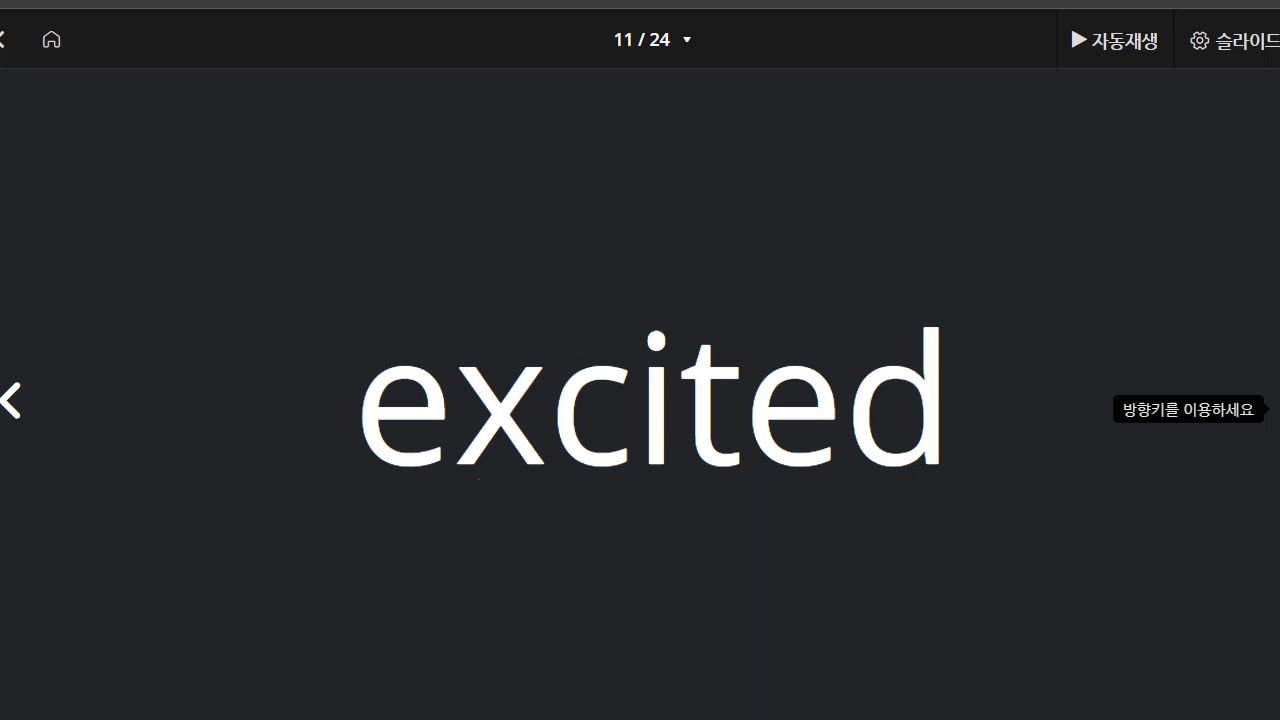 11 / 24
자동재생
슬라이드
excited
방향키를 이용하세요